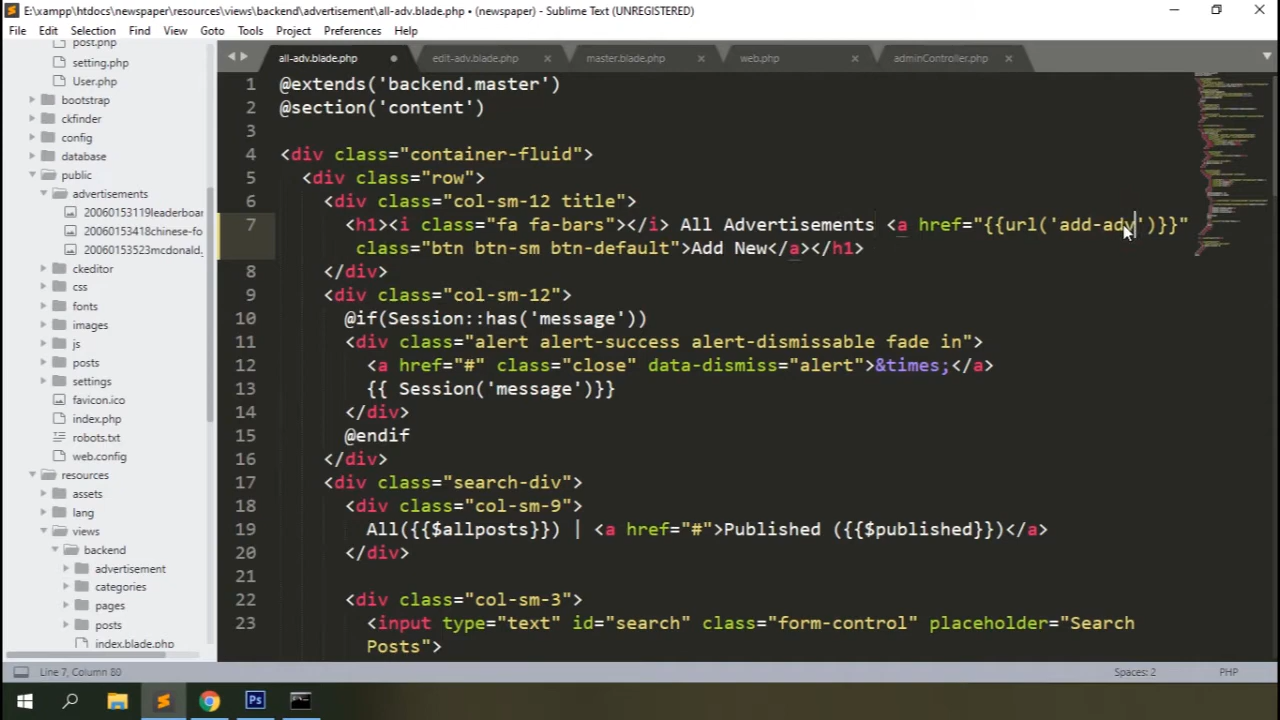 E:\xampp\htdocs\newspaper\resources\views\backend\advertisement\all-adv.blade.php • (newspaper) - Sublime Text (UNREGISTERED)
File Edit Selection Find View Goto Tools Project Preferences Help
all-adv.blade.php edit-adv.blade.php master.blade.php web.php adminController.php
post.php
setting.php
User.php
bootstrap
ckfinder
config
database
public
advertisements
20060153119leaderboar
20060153418chinese-fo
20060153523mcdonald_
ckeditor
css
fonts
images
js
posts
settings
favicon.ico
index.php
robots.txt
web.config
resources
assets
lang
views
backend
advertisement
categories
pages
posts
index.blade.php
1 @extends('backend.master')
2 @section('content')
3
4 <div class="container-fluid">
5 <div class="row">
6 <div class="col-sm-12 title">
7 <h1><i class="fa fa-bars"></i> All Advertisements <a href="{{url('add-adv')}}"
class="btn btn-sm btn-default">Add New</a></h1>
8 </div>
9 <div class="col-sm-12">
10 @if(Session::has('message'))
11 <div class="alert alert-success alert-dismissable fade in">
12 <a href="#" class="close" data-dismiss="alert">&times;</a>
13 {{ Session('message')}}
14 </div>
15 @endif
16 </div>
17 <div class="search-div">
18 <div class="col-sm-9">
19 All({{$allposts}}) | <a href="#">Published ({{$published}})</a>
20 </div>
21
22 <div class="col-sm-3">
23 <input type="text" id="search" class="form-control" placeholder="Search
Posts">
Line 7, Column 80 Spaces: 2 PHP
Ps